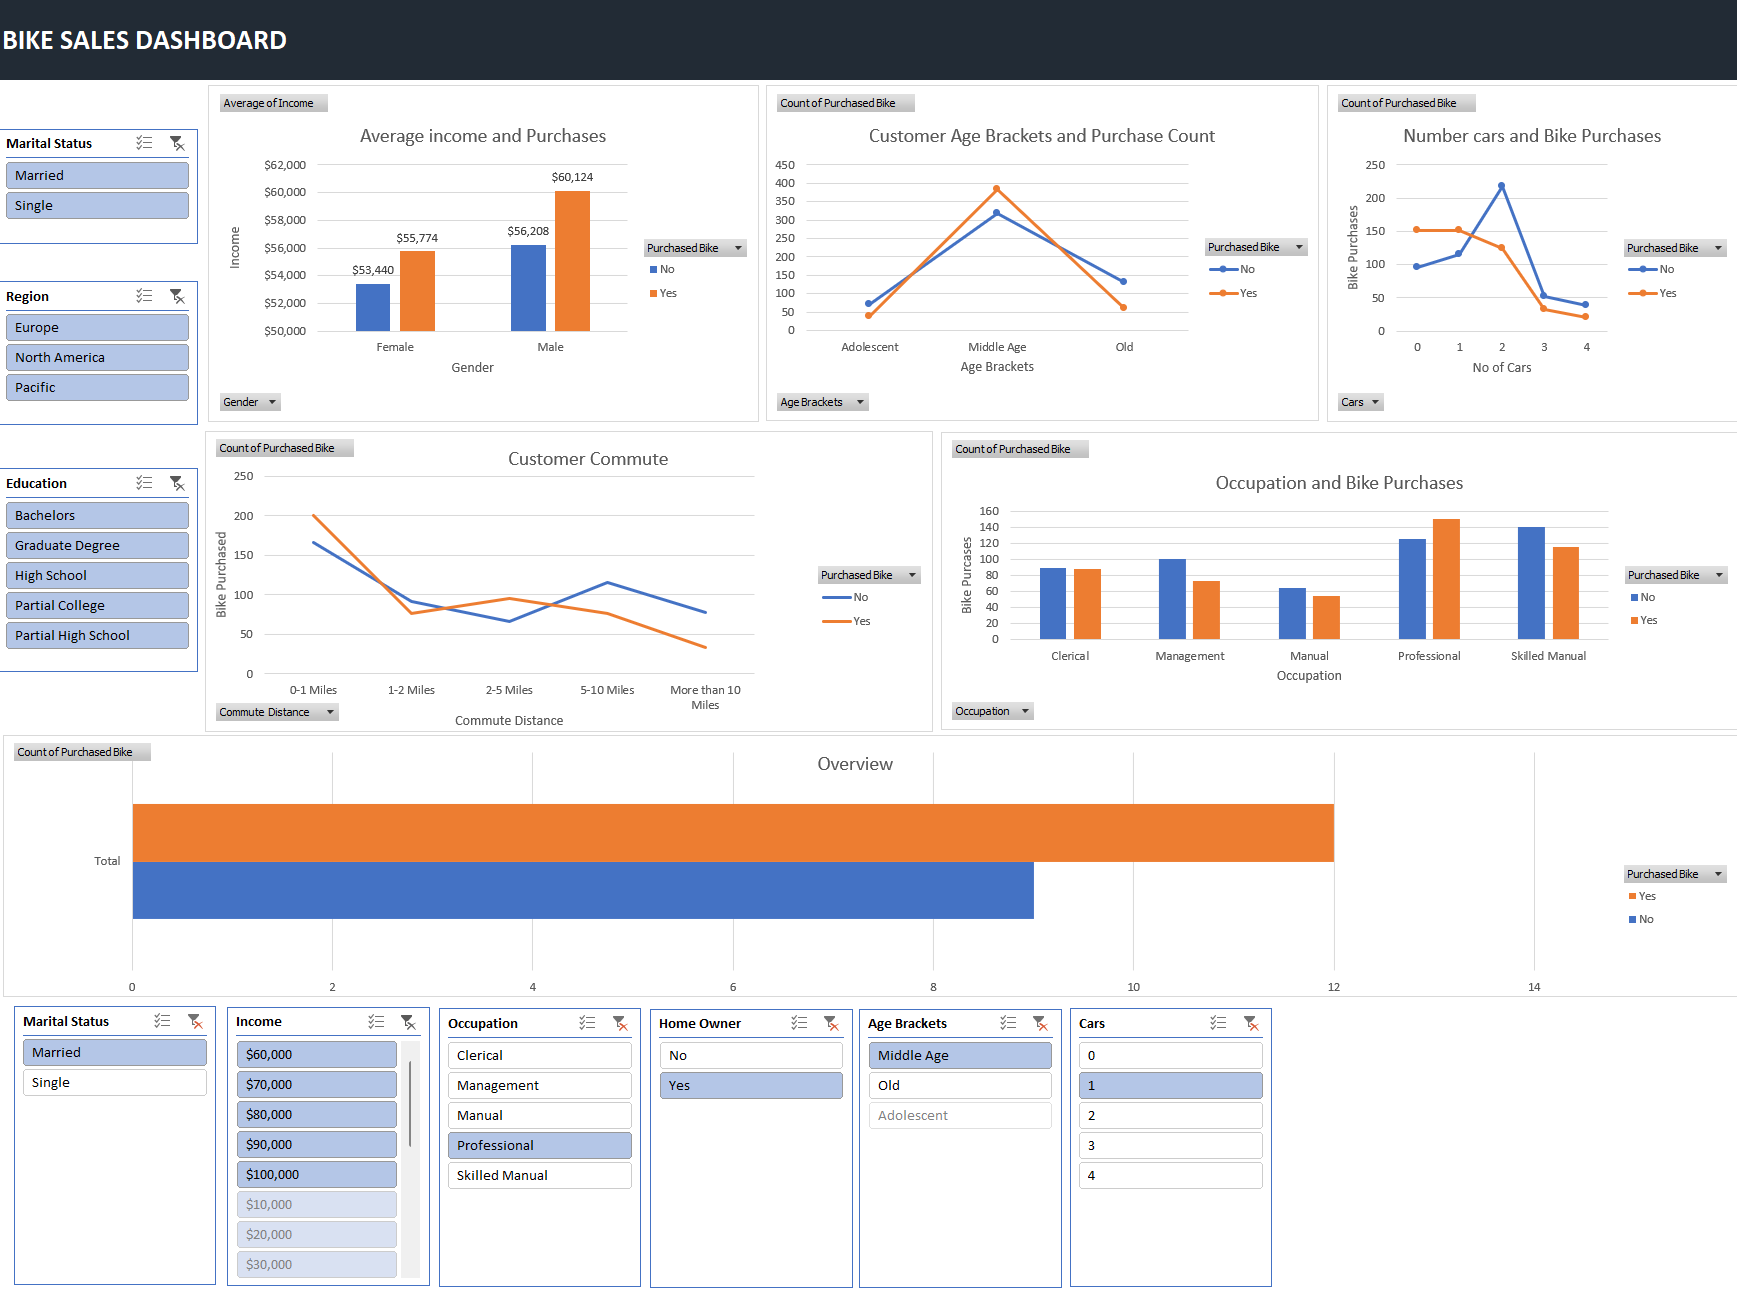 BIKE SALES DASHBOARD
Marital Status
Married
Single
Region
Europe
North America
Pacific
Education
Bachelors
Graduate Degree
High School
Partial College
Partial High School
Average of Income
Average income and Purchases
$62,000
$60,000
$58,000
$56,000
$54,000
$52,000
$50,000
Income
$53,440
$55,774
$56,208
$60,124
Female
Male
Gender
Purchased Bike
No
Yes
Gender
Count of Purchased Bike
Customer Age Brackets and Purchase Count
450
400
350
300
250
200
150
100
50
0
Adolescent
Middle Age
Old
Age Brackets
Purchased Bike
No
Yes
Age Brackets
Count of Purchased Bike
Number cars and Bike Purchases
250
200
150
100
50
0
Bike Purchases
0
1
2
3
4
No of Cars
Purchased Bike
No
Yes
Cars
Count of Purchased Bike
Customer Commute
250
200
150
100
50
0
Bike Purchased
0-1 Miles
1-2 Miles
2-5 Miles
5-10 Miles
More than 10
Miles
Commute Distance
Purchased Bike
No
Yes
Commute Distance
Count of Purchased Bike
Occupation and Bike Purchases
160
140
120
100
80
60
40
20
0
Bike Purcases
Clerical
Management
Manual
Professional
Skilled Manual
Occupation
Purchased Bike
No
Yes
Occupation
Count of Purchased Bike
Overview
Total
0
2
4
6
8
10
12
14
Purchased Bike
Yes
No
Marital Status
Married
Single
Income
$60,000
$70,000
$80,000
$90,000
$100,000
$10,000
$20,000
$30,000
Occupation
Clerical
Management
Manual
Professional
Skilled Manual
Home Owner
No
Yes
Age Brackets
Middle Age
Old
Adolescent
Cars
0
1
2
3
4